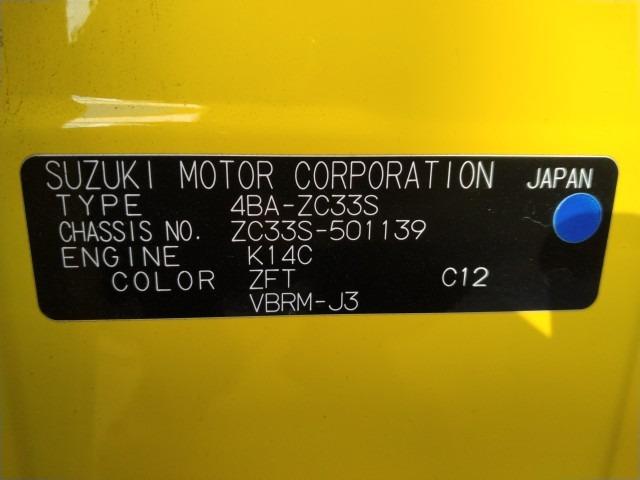 SUZUKI MOTOR CORPORATION JAPAN
TYPE 4BA-ZC33S
CHASSIS NO. ZC33S-501139
ENGINE K14C
COLOR ZFT C12
VBRM-J3